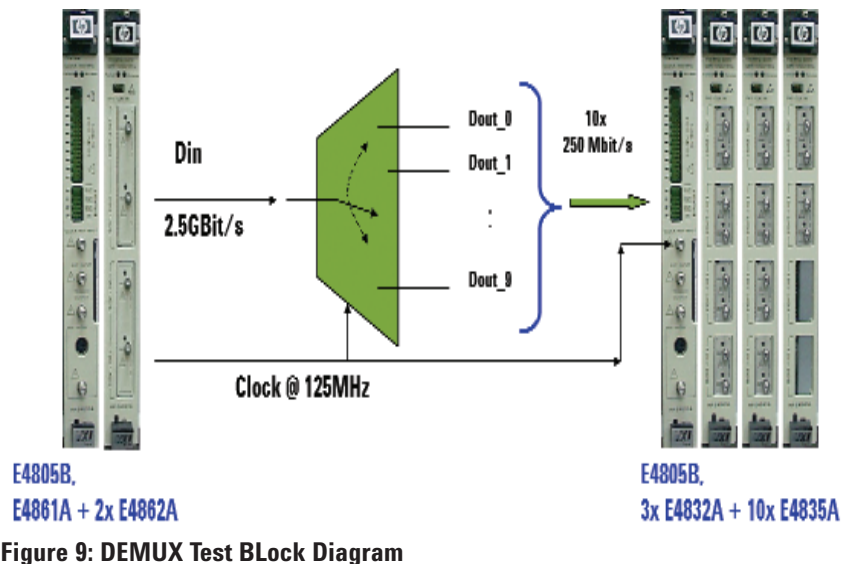 Din
2.5GBit/s
Dout_0
Dout_1
:
Dout_9
10x
250 Mbit/s
Clock @ 125MHz
E4805B,
E4861A + 2x E4862A
E4805B,
3x E4832A + 10x E4835A
Figure 9: DEMUX Test BLock Diagram